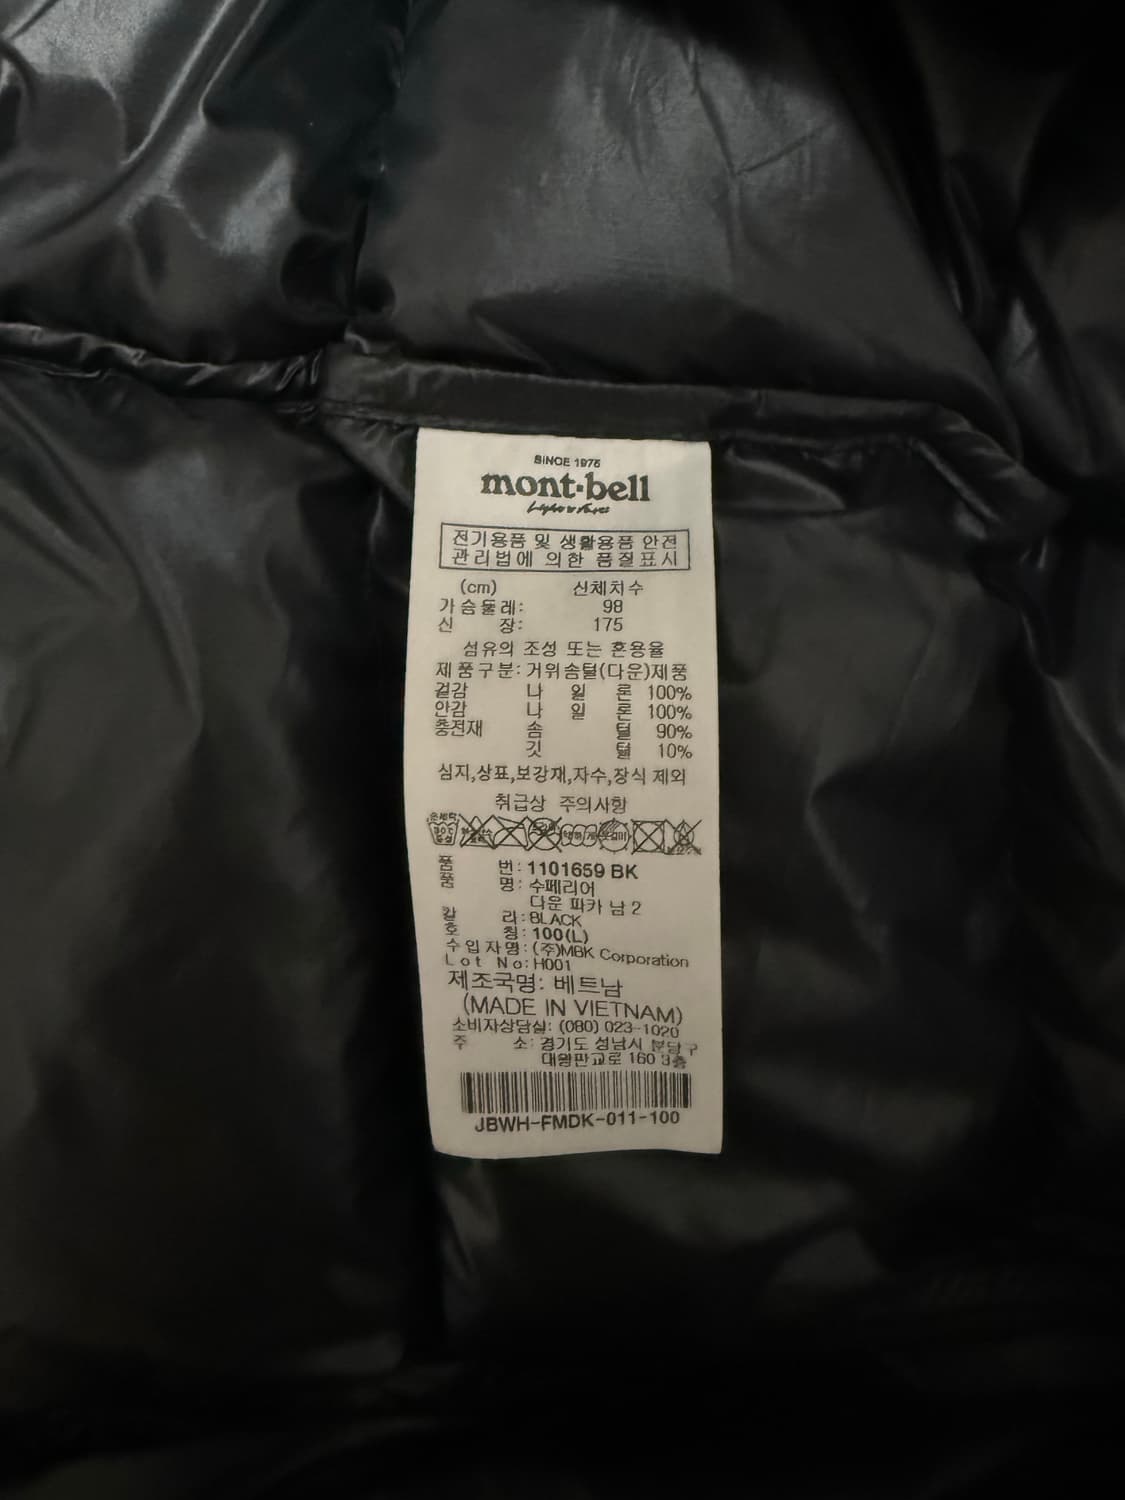 SINCE 1975
mont-bell
Light & Fast
전기용품 및 생활용품 안전
관리법에 의한 품질표시
(cm) 신체치수
가슴둘레: 98
신 장: 175
섬유의 조성 또는 혼용율
제품구분: 거위솜털(다운)제품
겉감 나 일 론 100%
안감 나 일 론 100%
충전재 솜 털 90%
깃 털 10%
심지,상표,보강재,자수,장식 제외
취급상 주의사항
손세탁
품 번: 1101659 BK
품 명: 수페리어
다운 파카 남 2
칼 라: BLACK
호 칭: 100(L)
수입자명: (주)MBK Corporation
Lot No: H001
제조국명: 베트남
(MADE IN VIETNAM)
소비자상담실: (080) 023-1020
주 소: 경기도 성남시 분당구
대왕판교로 160 3층
JBWH-FMDK-011-100